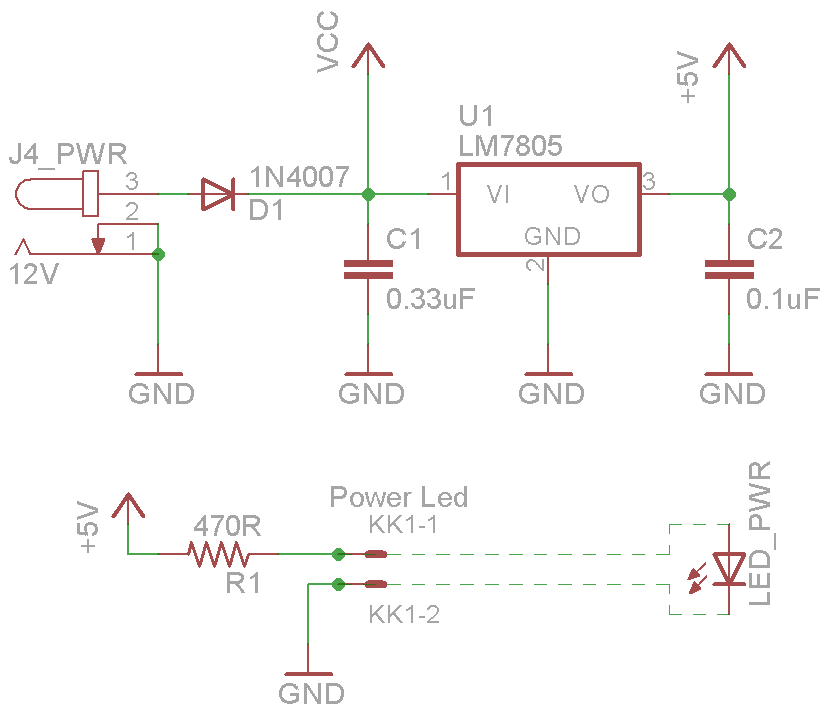 VCC
+5V
U1
LM7805
J4_PWR
3
1N4007
D1
1
VI
VO
3
2
1
12V
GND
2
C1
0.33uF
C2
0.1uF
GND
GND
GND
GND
+5V
470R
R1
Power Led
KK1-1
KK1-2
LED_PWR
GND